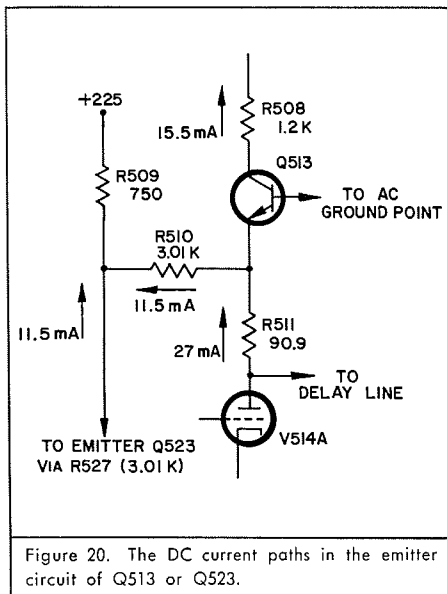 +225
R508
1.2 K
15.5 mA
Q513
R509
750
TO AC
GROUND POINT
R510
3.01 K
11.5 mA
11.5 mA
R511
90.9
27 mA
TO
DELAY LINE
V514A
TO EMITTER Q523
VIA R527 (3.01 K)
Figure 20. The DC current paths in the emitter
circuit of Q513 or Q523.